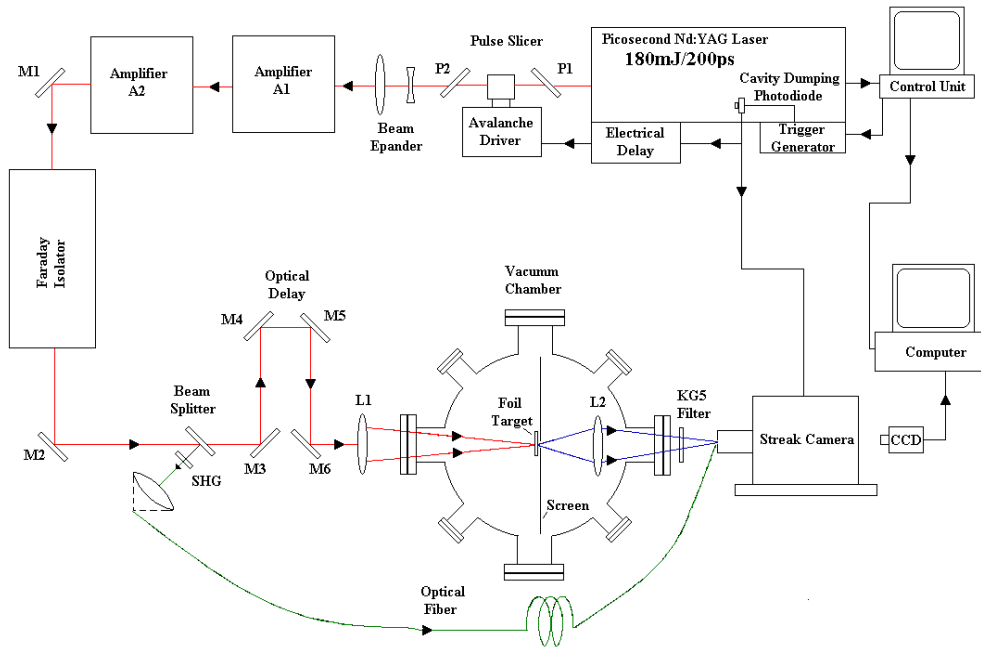 Picosecond Nd:YAG Laser
180mJ/200ps
Cavity Dumping
Photodiode
Control Unit
Pulse Slicer
P2
P1
M1
Amplifier
A2
Amplifier
A1
Beam
Epander
Avalanche
Driver
Electrical
Delay
Trigger
Generator
Faraday
Isolator
Optical
Delay
M4
M5
Vacumm
Chamber
Computer
Beam
Splitter
L1
Foil
Target
L2
KG5
Filter
Streak Camera
CCD
M2
SHG
M3
M6
Screen
Optical
Fiber